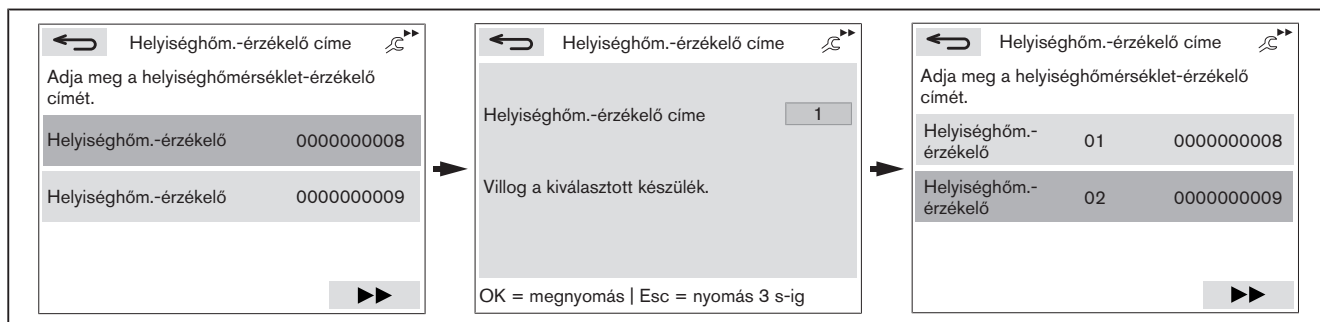 Helyiséghőm.-érzékelő címe
Adja meg a helyiséghőmérséklet-érzékelő
címét.
Helyiséghőm.-érzékelő 0000000008
Helyiséghőm.-érzékelő 0000000009
Helyiséghőm.-érzékelő címe
Helyiséghőm.-érzékelő címe 1
Villog a kiválasztott készülék.
OK = megnyomás | Esc = nyomás 3 s-ig
Helyiséghőm.-érzékelő címe
Adja meg a helyiséghőmérséklet-érzékelő
címét.
Helyiséghőm.-
érzékelő 01 0000000008
Helyiséghőm.-
érzékelő 02 0000000009